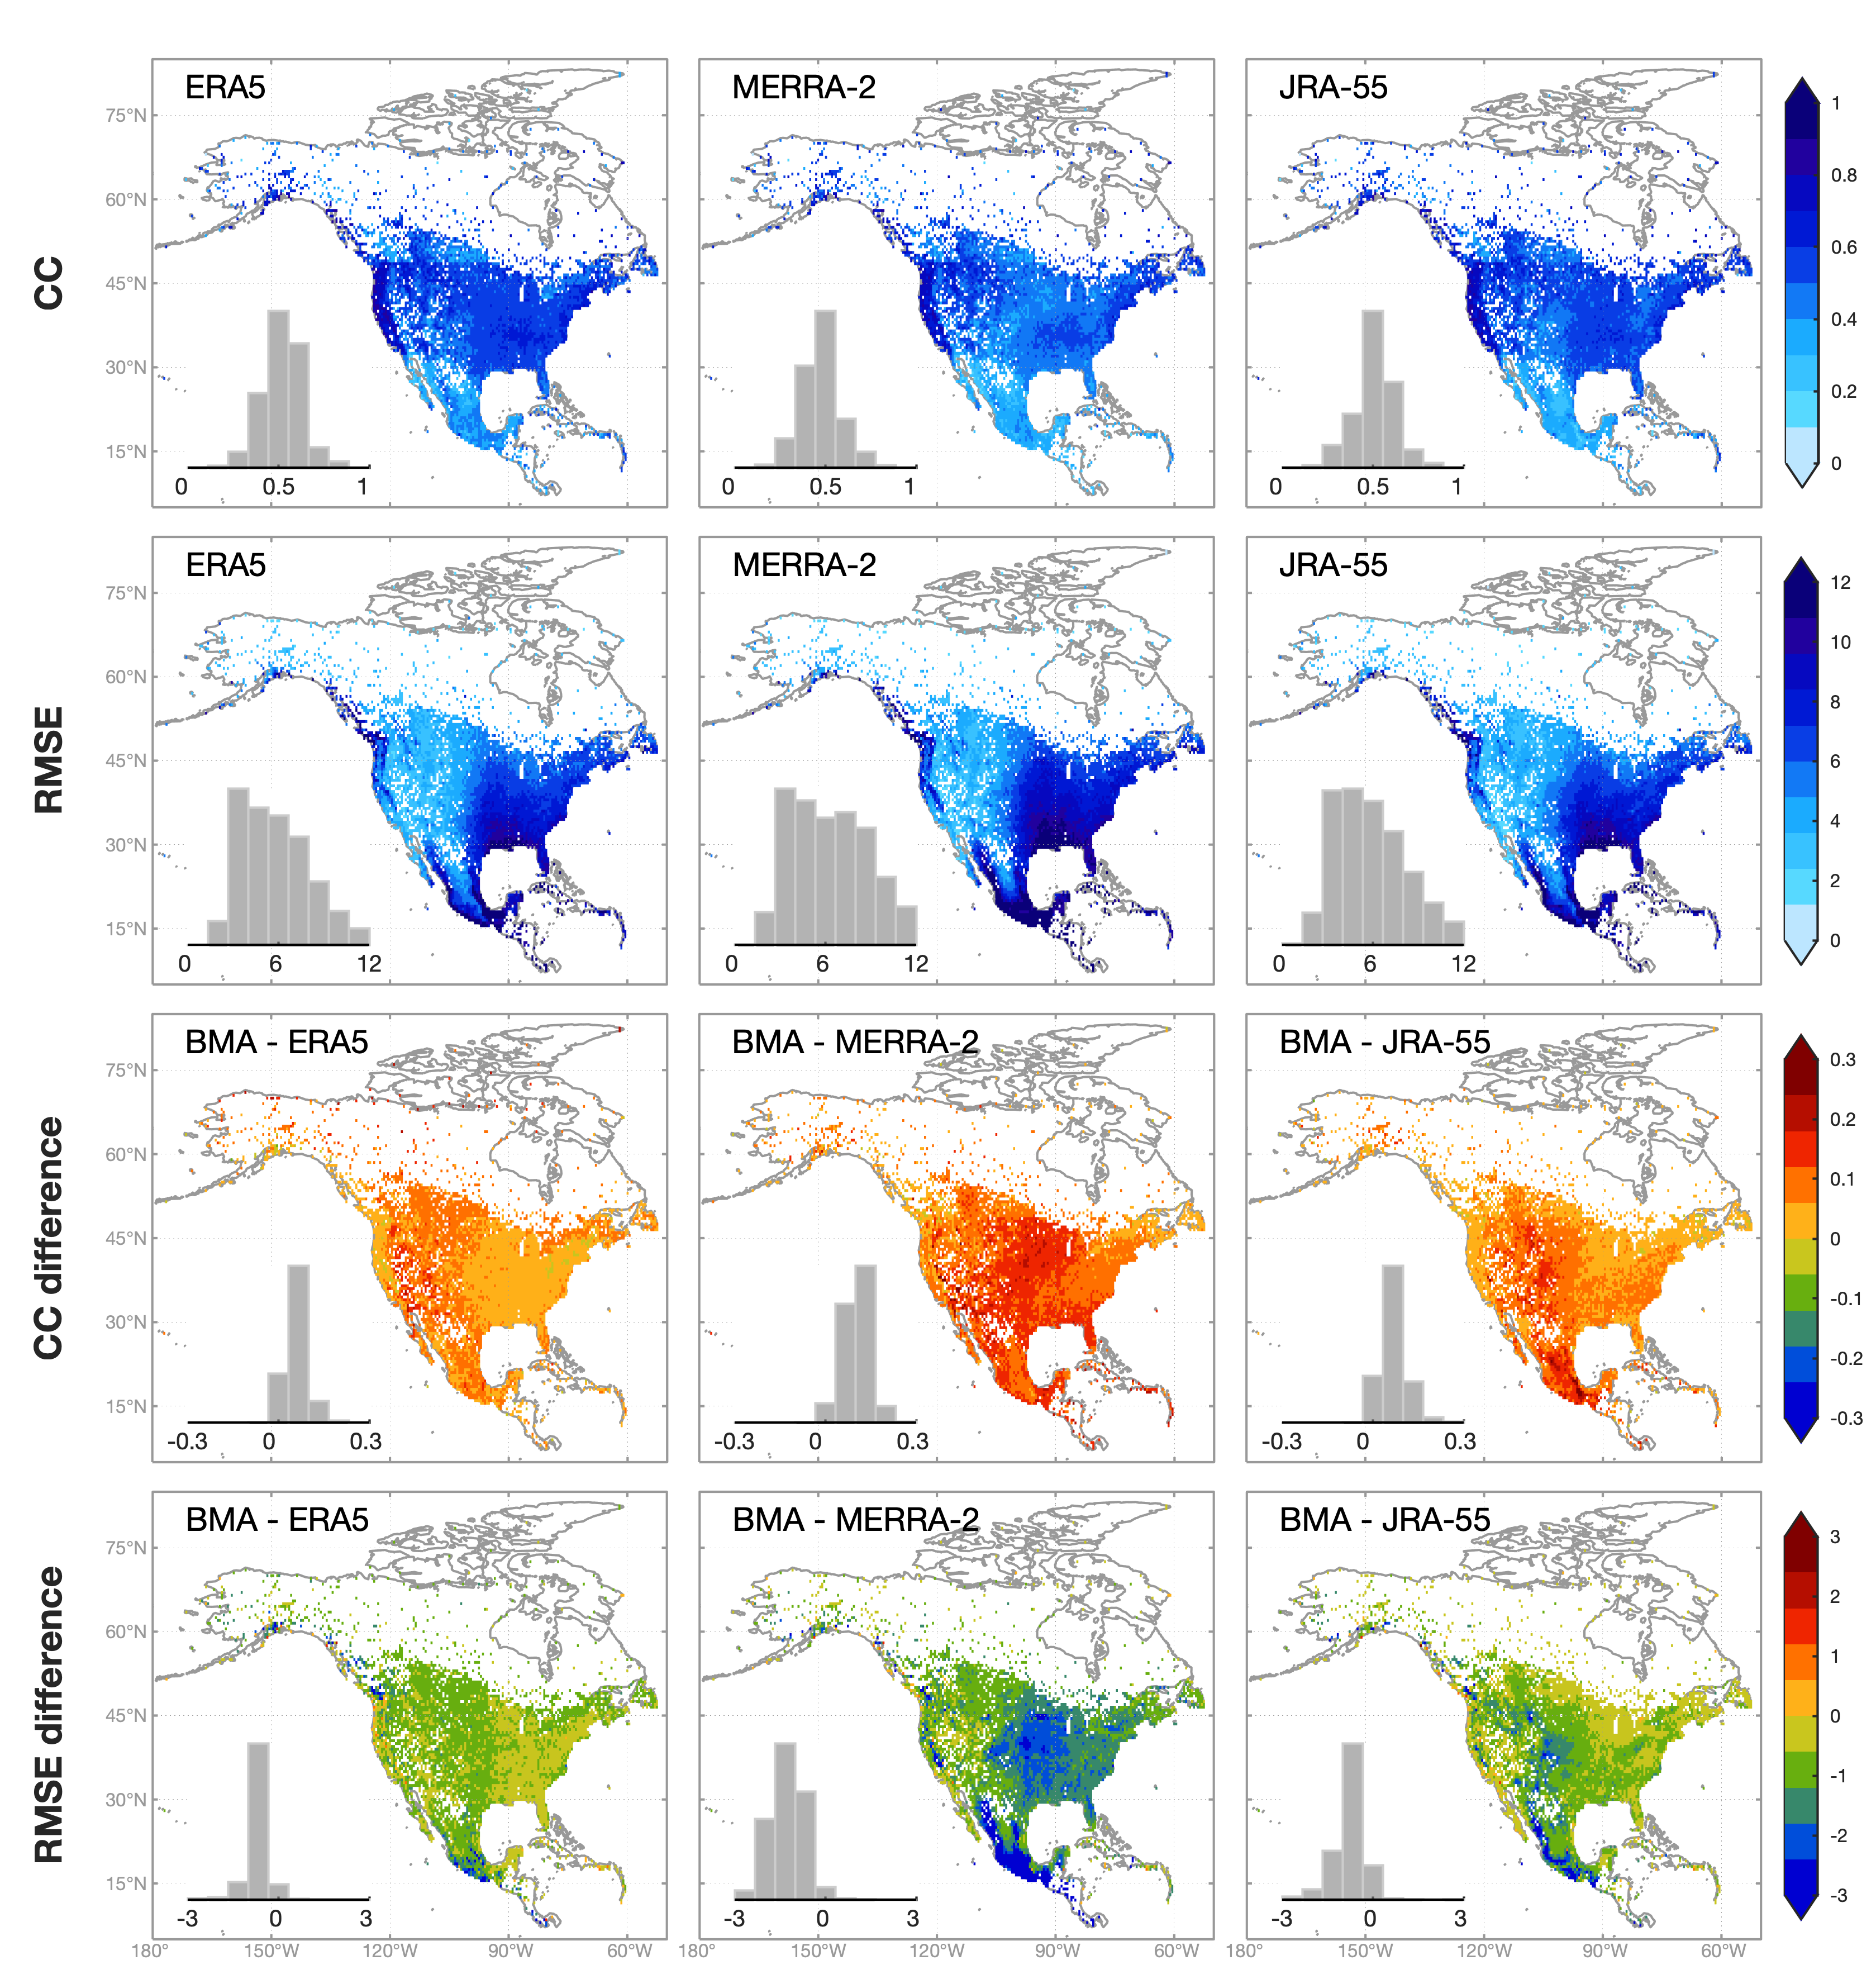 ERA5
MERRA-2
JRA-55
CC
75°N
60°N
45°N
30°N
15°N
0 0.5 1
0 0.5 1
0 0.5 1
1
0.8
0.6
0.4
0.2
0
ERA5
MERRA-2
JRA-55
RMSE
75°N
60°N
45°N
30°N
15°N
0 6 12
0 6 12
0 6 12
12
10
8
6
4
2
0
BMA - ERA5
BMA - MERRA-2
BMA - JRA-55
CC difference
75°N
60°N
45°N
30°N
15°N
-0.3 0 0.3
-0.3 0 0.3
-0.3 0 0.3
0.3
0.2
0.1
0
-0.1
-0.2
-0.3
BMA - ERA5
BMA - MERRA-2
BMA - JRA-55
RMSE difference
75°N
60°N
45°N
30°N
15°N
-3 0 3
-3 0 3
-3 0 3
3
2
1
0
-1
-2
-3
180° 150°W 120°W 90°W 60°W
180° 150°W 120°W 90°W 60°W
180° 150°W 120°W 90°W 60°W